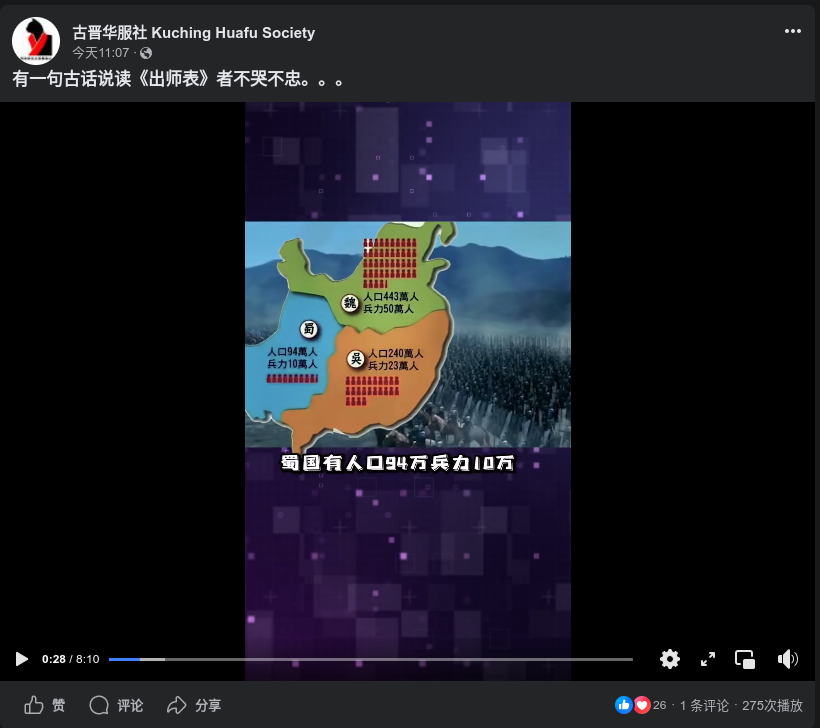 古晋华服社 Kuching Huafu Society
今天11:07 ·
有一句古话说读《出师表》者不哭不忠。。。
魏
人口443萬人
兵力50萬人
蜀
人口94萬人
兵力10萬人
吳
人口240萬人
兵力23萬人
蜀国有人口94万兵力10万
0:28 / 8:10
赞
评论
分享
26 · 1 条评论 · 275次播放